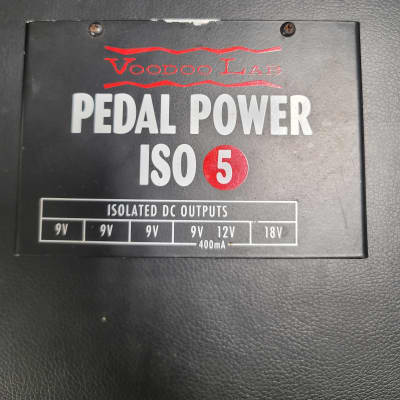 VOODOO LAB
PEDAL POWER
ISO 5
ISOLATED DC OUTPUTS
9V 9V 9V 9V 12V 18V
400mA